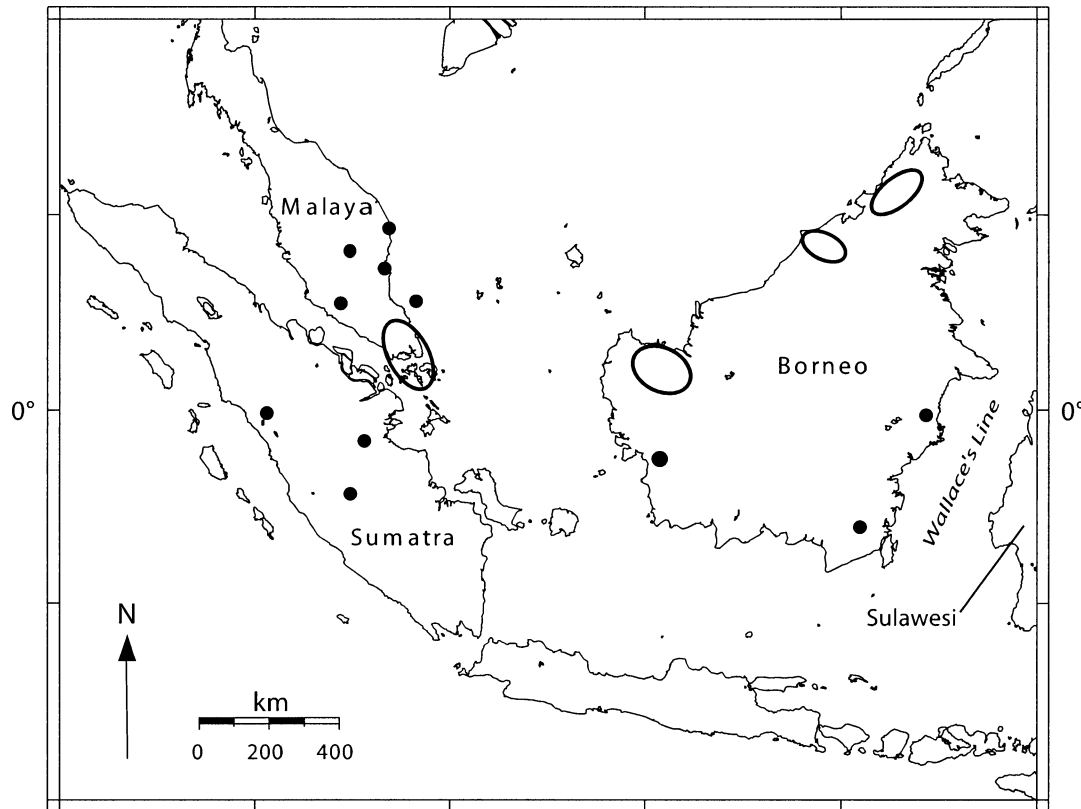 Malaya
Borneo
0°
0°
Wallace's Line
Sumatra
N
Sulawesi
km
0 200 400